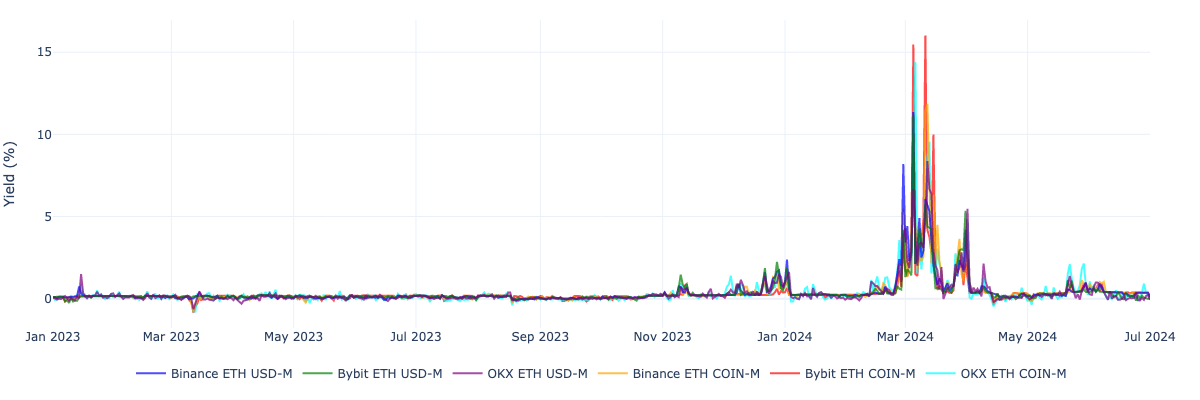 Yield (%)
15
10
5
0
Jan 2023 Mar 2023 May 2023 Jul 2023 Sep 2023 Nov 2023 Jan 2024 Mar 2024 May 2024 Jul 2024
Binance ETH USD-M Bybit ETH USD-M OKX ETH USD-M Binance ETH COIN-M Bybit ETH COIN-M OKX ETH COIN-M